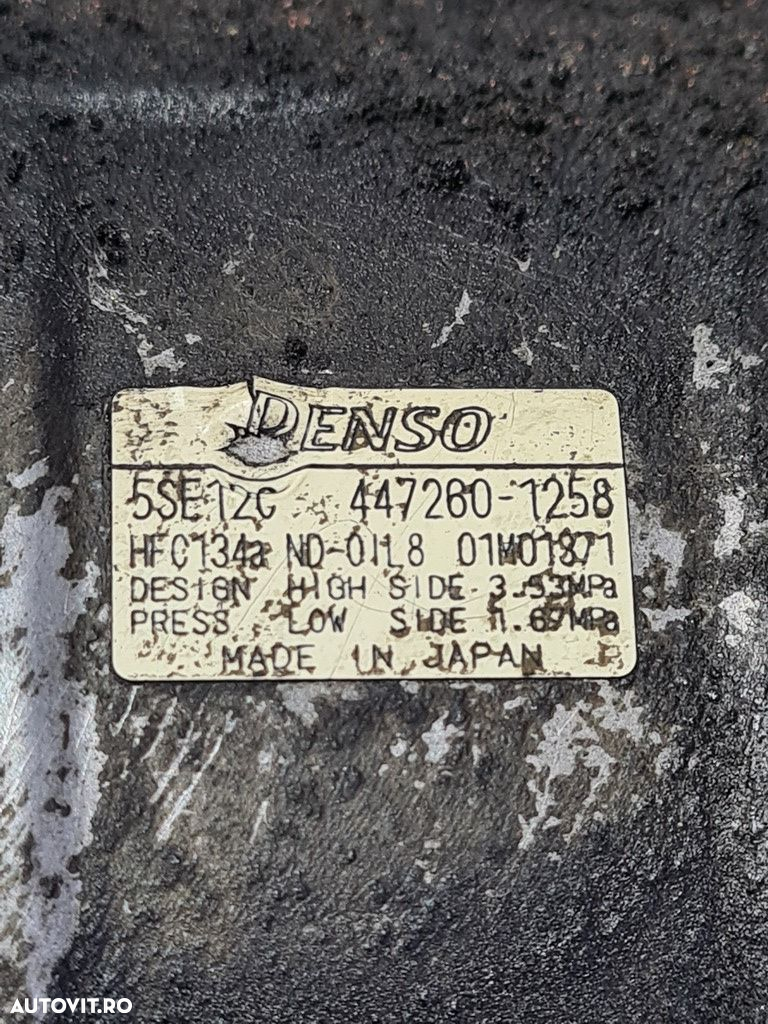 DENSO
5SE12C 447260-1258
HFC134a ND-OIL8 01M01871
DESIGN HIGH SIDE 3.53MPa
PRESS LOW SIDE 1.67MPa
MADE IN JAPAN
AUTOVIT.RO